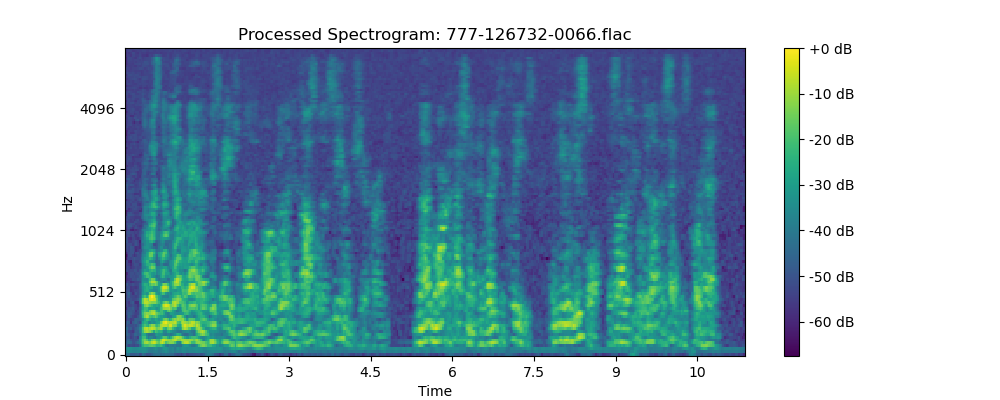 Processed Spectrogram: 777-126732-0066.flac
Hz
4096
2048
1024
512
0
0 1.5 3 4.5 6 7.5 9 10
Time
+0 dB
-10 dB
-20 dB
-30 dB
-40 dB
-50 dB
-60 dB